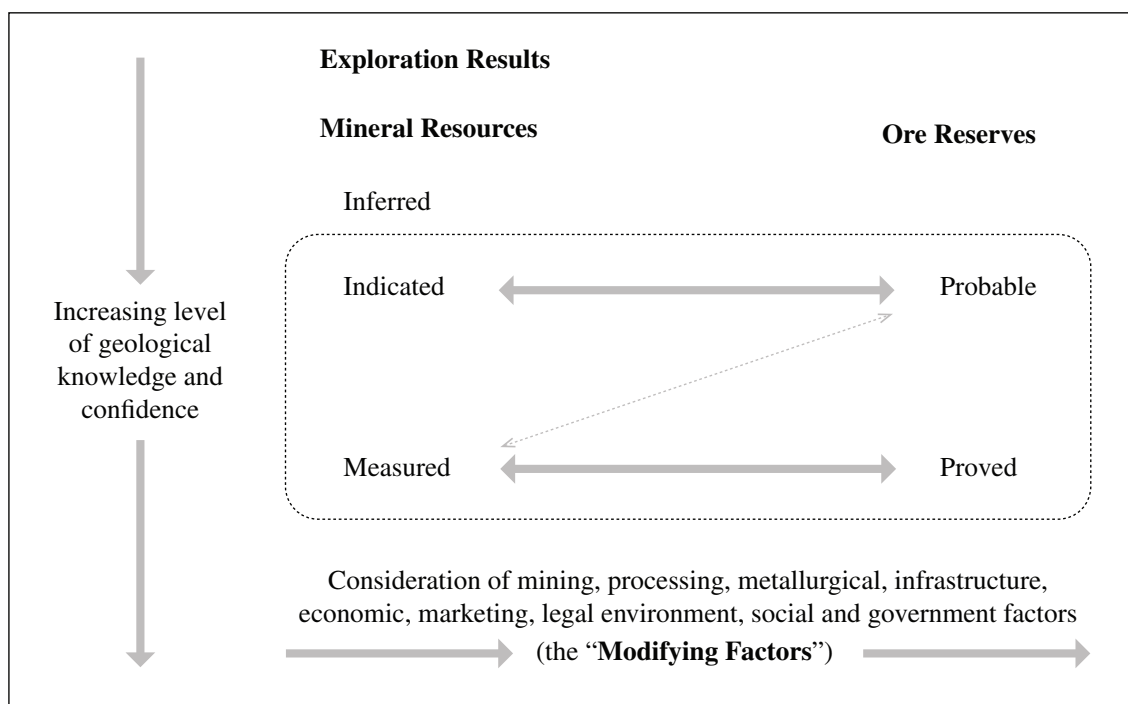 Exploration Results
Mineral Resources
Ore Reserves
Inferred
Indicated
Probable
Increasing level
of geological
knowledge and
confidence
Measured
Proved
Consideration of mining, processing, metallurgical, infrastructure,
economic, marketing, legal environment, social and government factors
(the “Modifying Factors”)